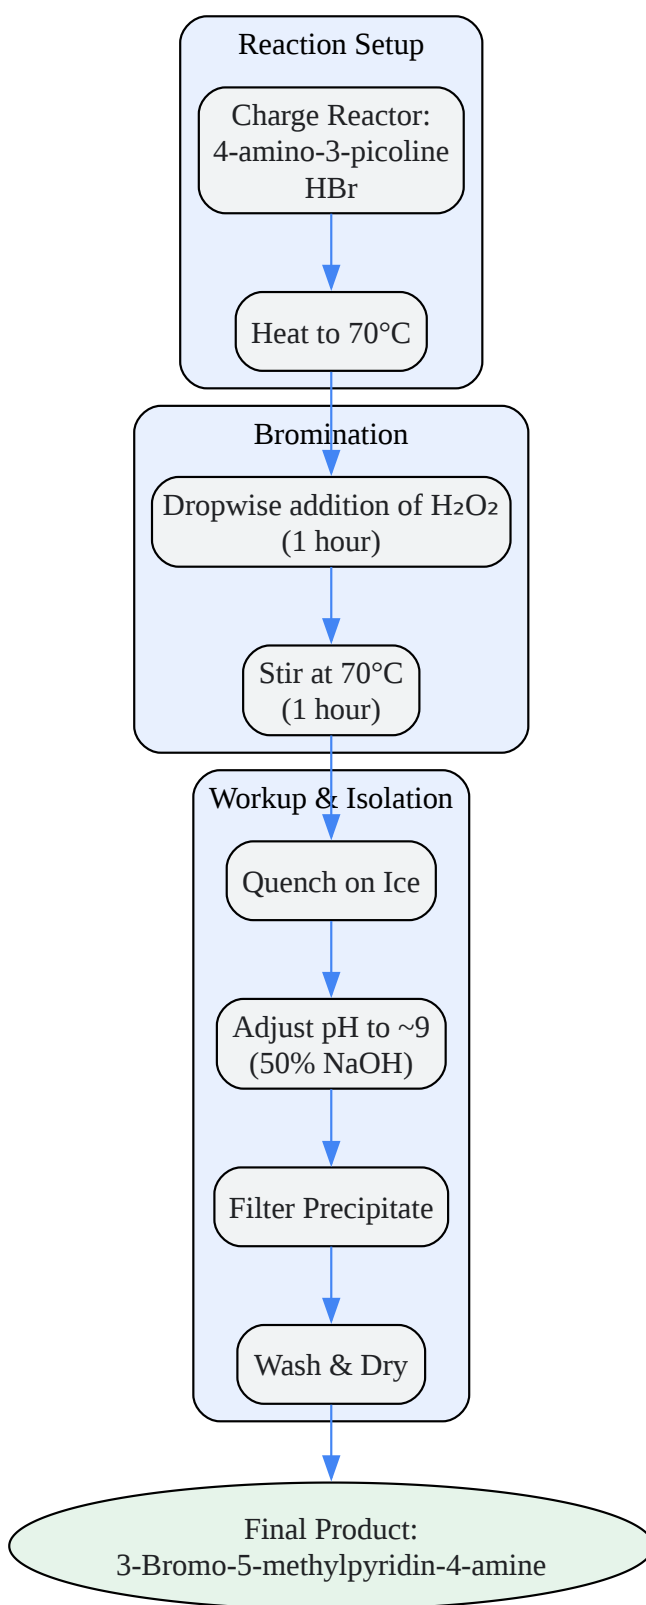 Reaction Setup
Charge Reactor:
4-amino-3-picoline
HBr
Heat to 70°C
Bromination
Dropwise addition of H₂O₂
(1 hour)
Stir at 70°C
(1 hour)
Workup & Isolation
Quench on Ice
Adjust pH to ~9
(50% NaOH)
Filter Precipitate
Wash & Dry
Final Product:
3-Bromo-5-methylpyridin-4-amine